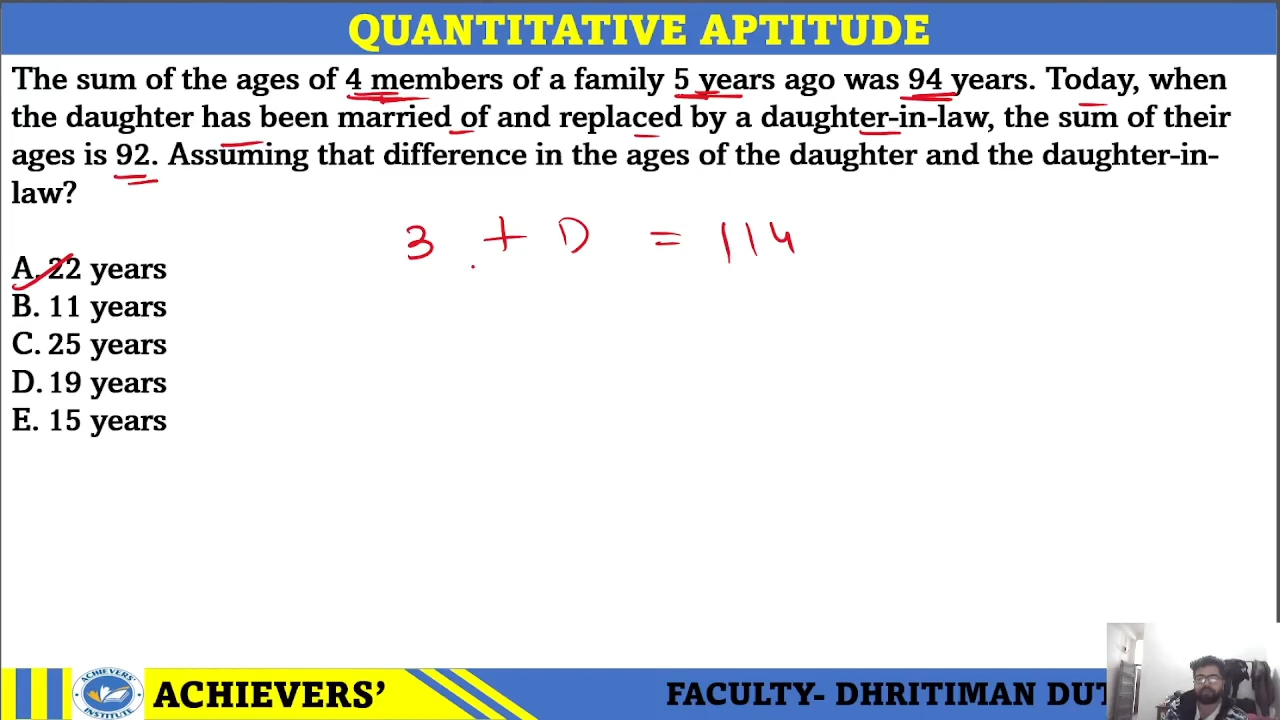 QUANTITATIVE APTITUDE
The sum of the ages of 4 members of a family 5 years ago was 94 years. Today, when
the daughter has been married of and replaced by a daughter-in-law, the sum of their
ages is 92. Assuming that difference in the ages of the daughter and the daughter-in-
law?
3 + D = 114
A. 22 years
B. 11 years
C. 25 years
D. 19 years
E. 15 years
ACHIEVERS'
INSTITUTE
ACHIEVERS’
FACULTY- DHRITIMAN DUT